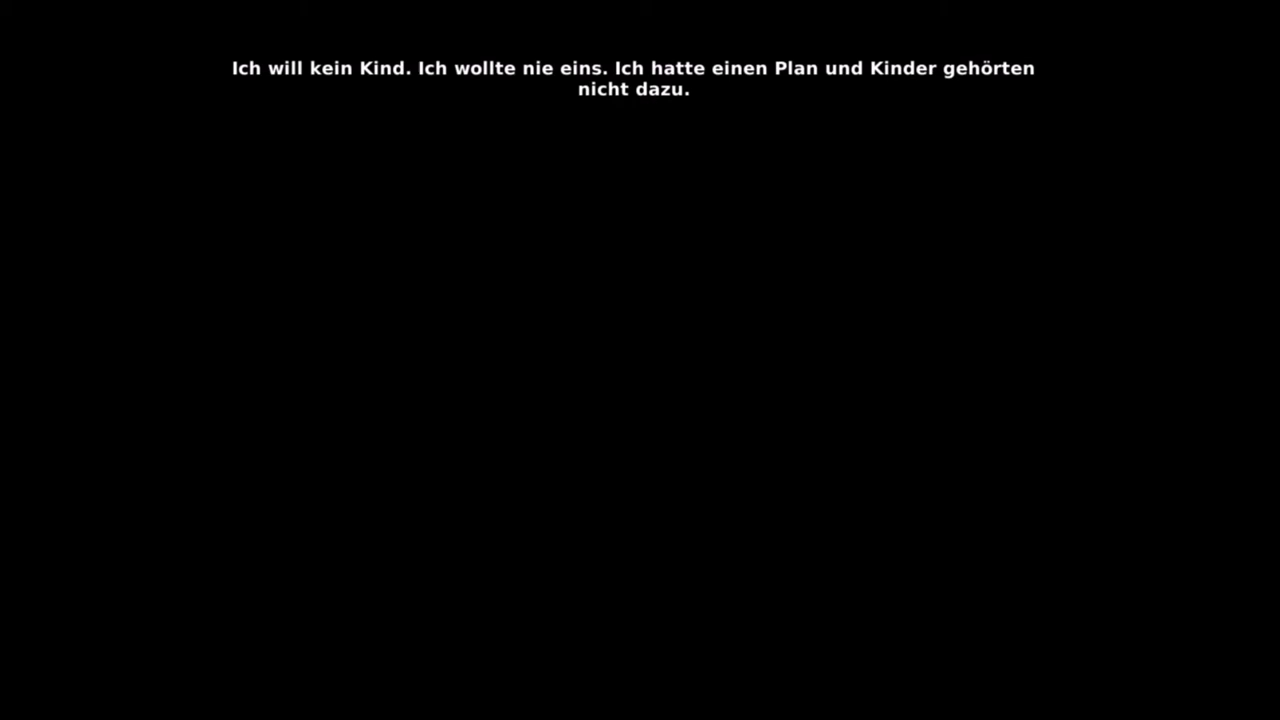 Ich will kein Kind. Ich wollte nie eins. Ich hatte einen Plan und Kinder gehörten
nicht dazu.